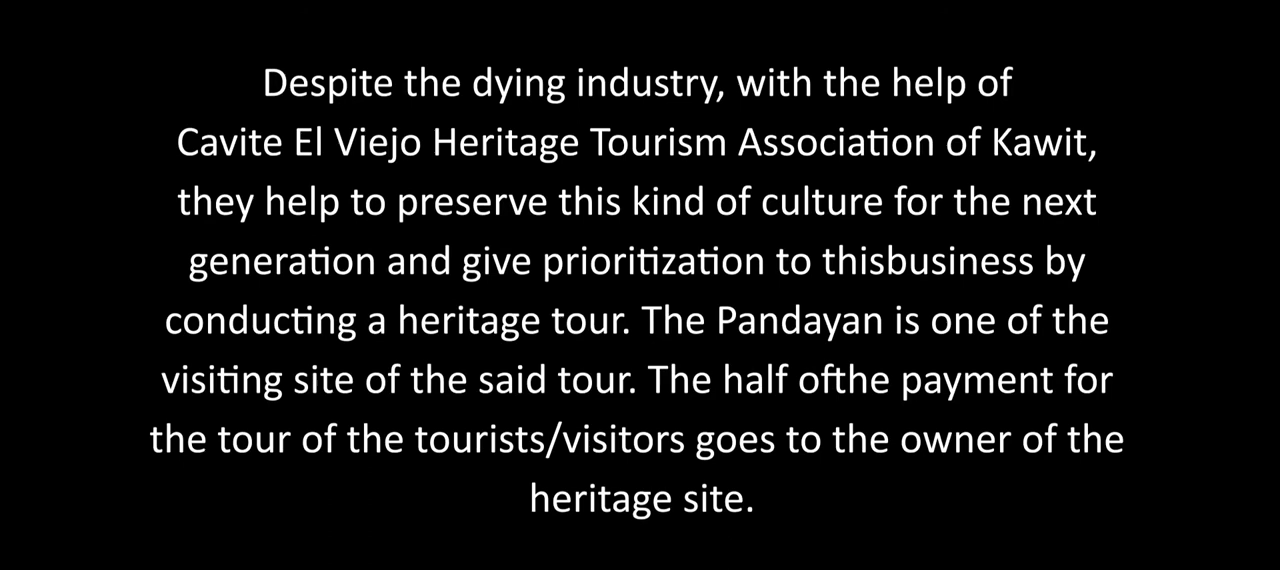 Despite the dying industry, with the help of
Cavite El Viejo Heritage Tourism Association of Kawit,
they help to preserve this kind of culture for the next
generation and give prioritization to thisbusiness by
conducting a heritage tour. The Pandayan is one of the
visiting site of the said tour. The half ofthe payment for
the tour of the tourists/visitors goes to the owner of the
heritage site.